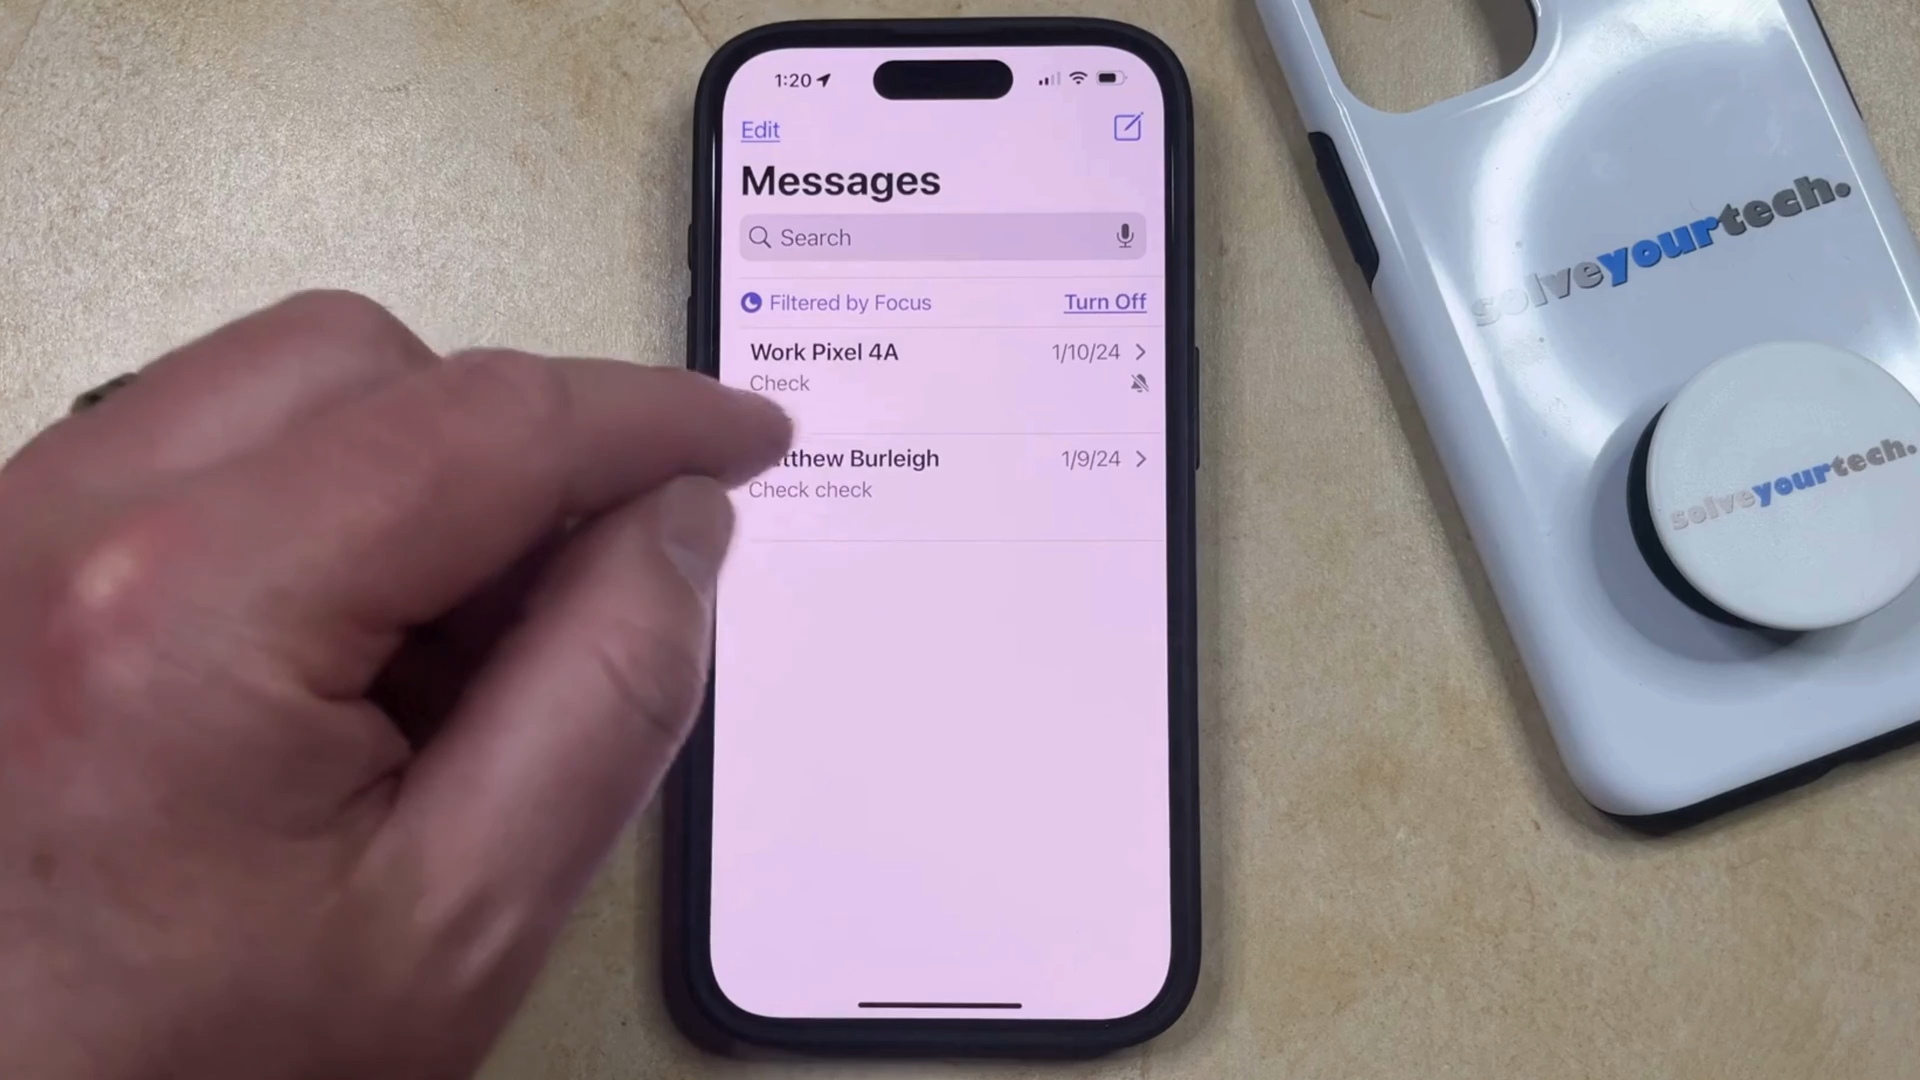 1:20
Edit
Messages
Search
Filtered by Focus Turn Off
Work Pixel 4A 1/10/24
Check
tthew Burleigh 1/9/24
Check check
solveyourtech.
solveyourtech.